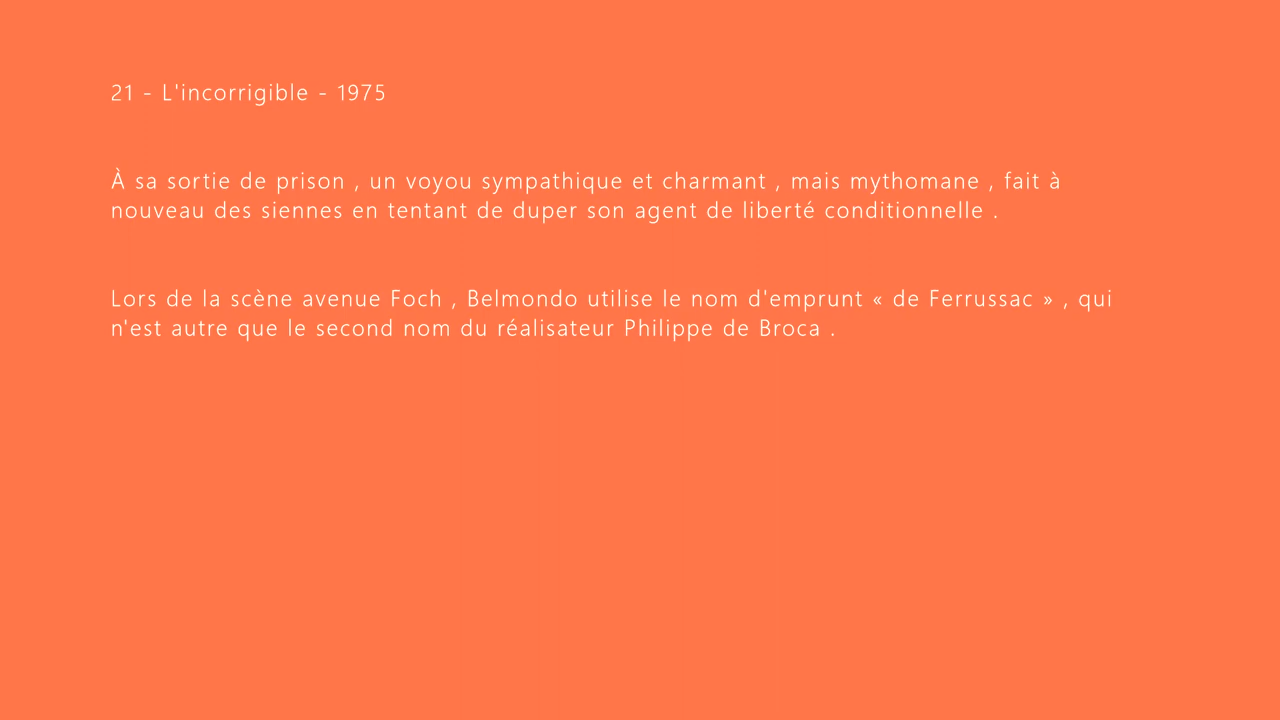 21 - L'incorrigible - 1975
À sa sortie de prison , un voyou sympathique et charmant , mais mythomane , fait à
nouveau des siennes en tentant de duper son agent de liberté conditionnelle .
Lors de la scène avenue Foch , Belmondo utilise le nom d'emprunt « de Ferrussac » , qui
n'est autre que le second nom du réalisateur Philippe de Broca .